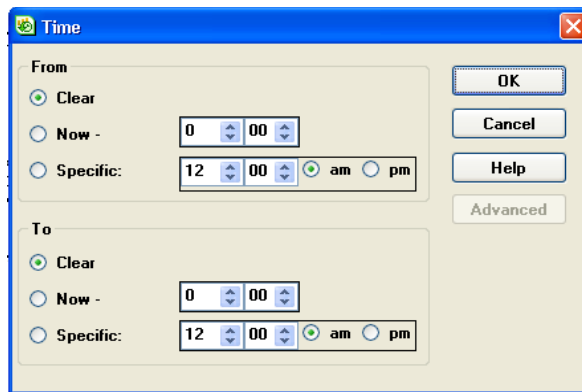 Time
From
Clear
Now - 0 00
Specific: 12 00 am pm
To
Clear
Now - 0 00
Specific: 12 00 am pm
OK
Cancel
Help
Advanced